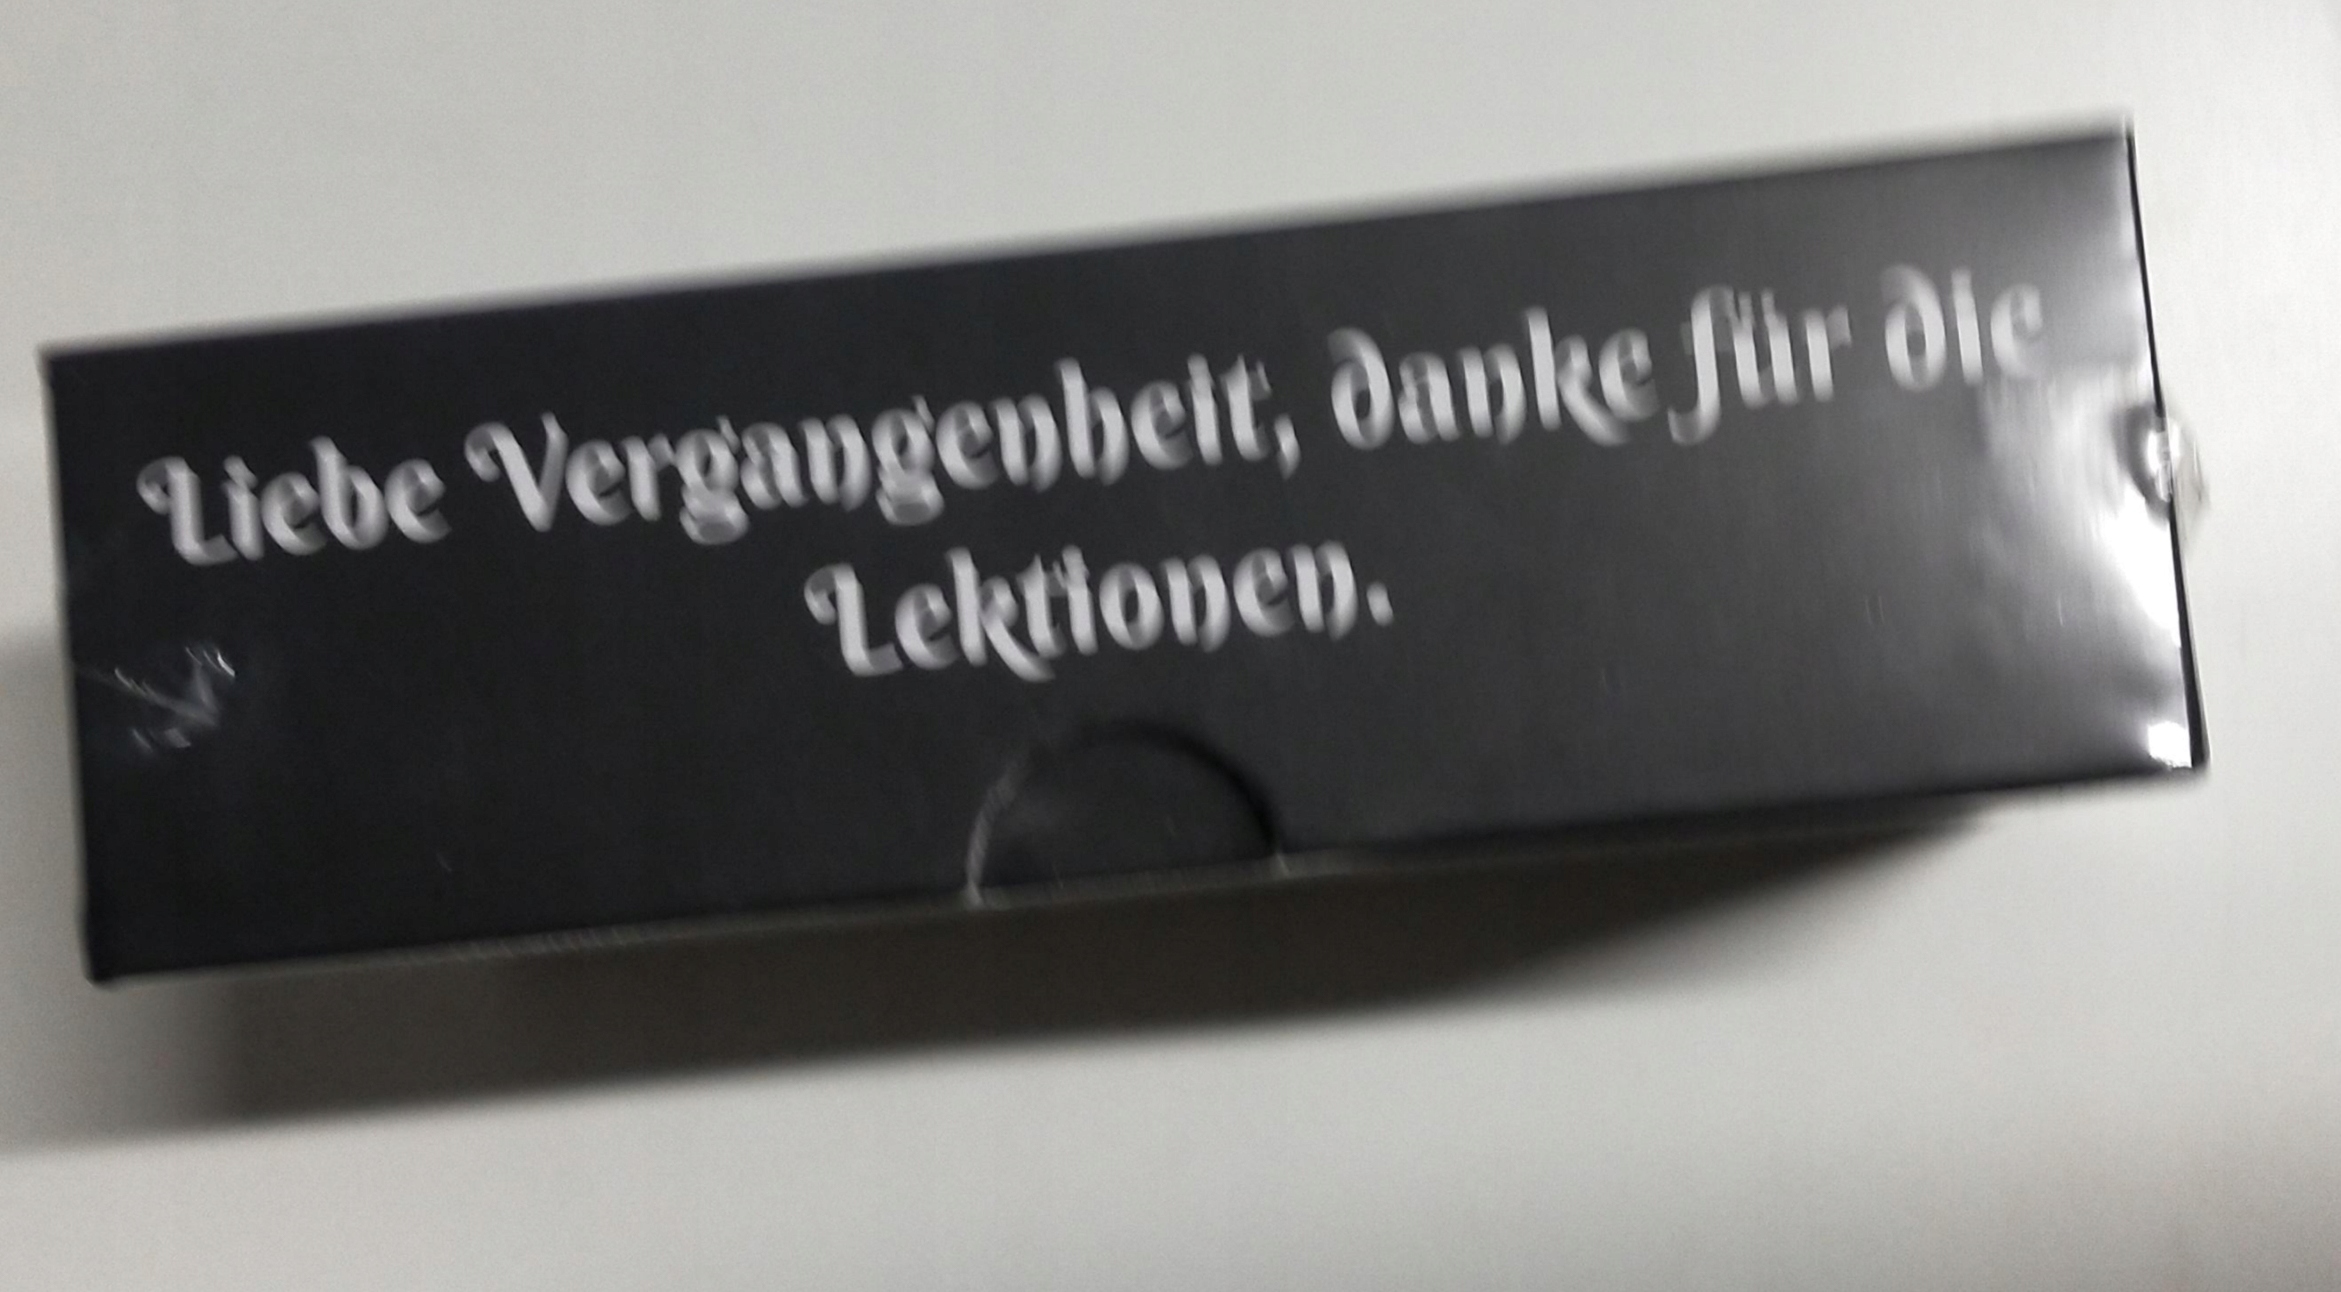 Liebe Vergangenheit, danke für die
Lektionen.